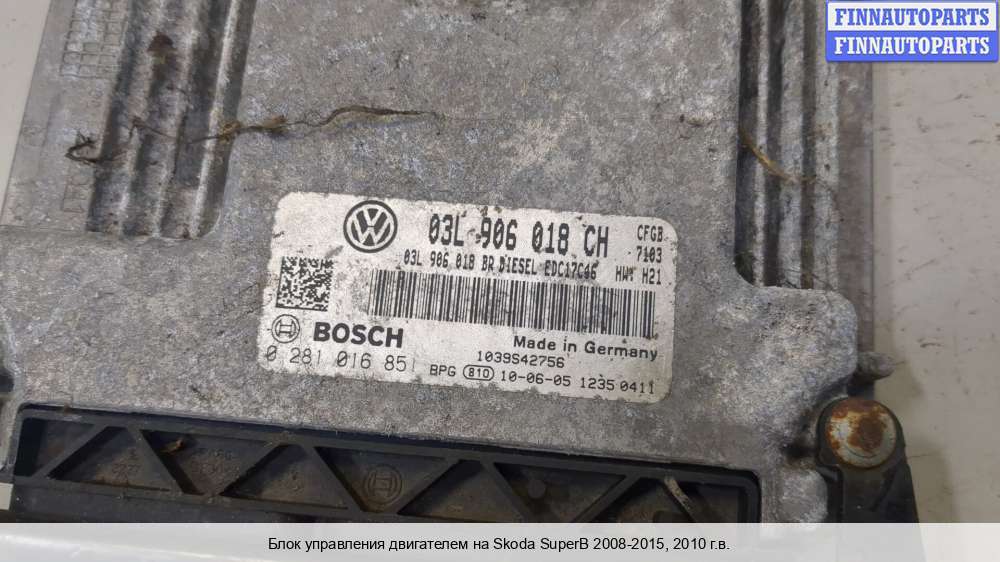 FINNAUTOPARTS
FINNAUTOPARTS
03L 906 018 CH
CFGB
7103
03L 906 018 BR DIESEL EDC17C46 HW: H21
BOSCH
Made in Germany
1039S42756
0 281 016 851
BPG 810 10-06-05 1235 0411
Блок управления двигателем на Skoda SuperB 2008-2015, 2010 г.в.